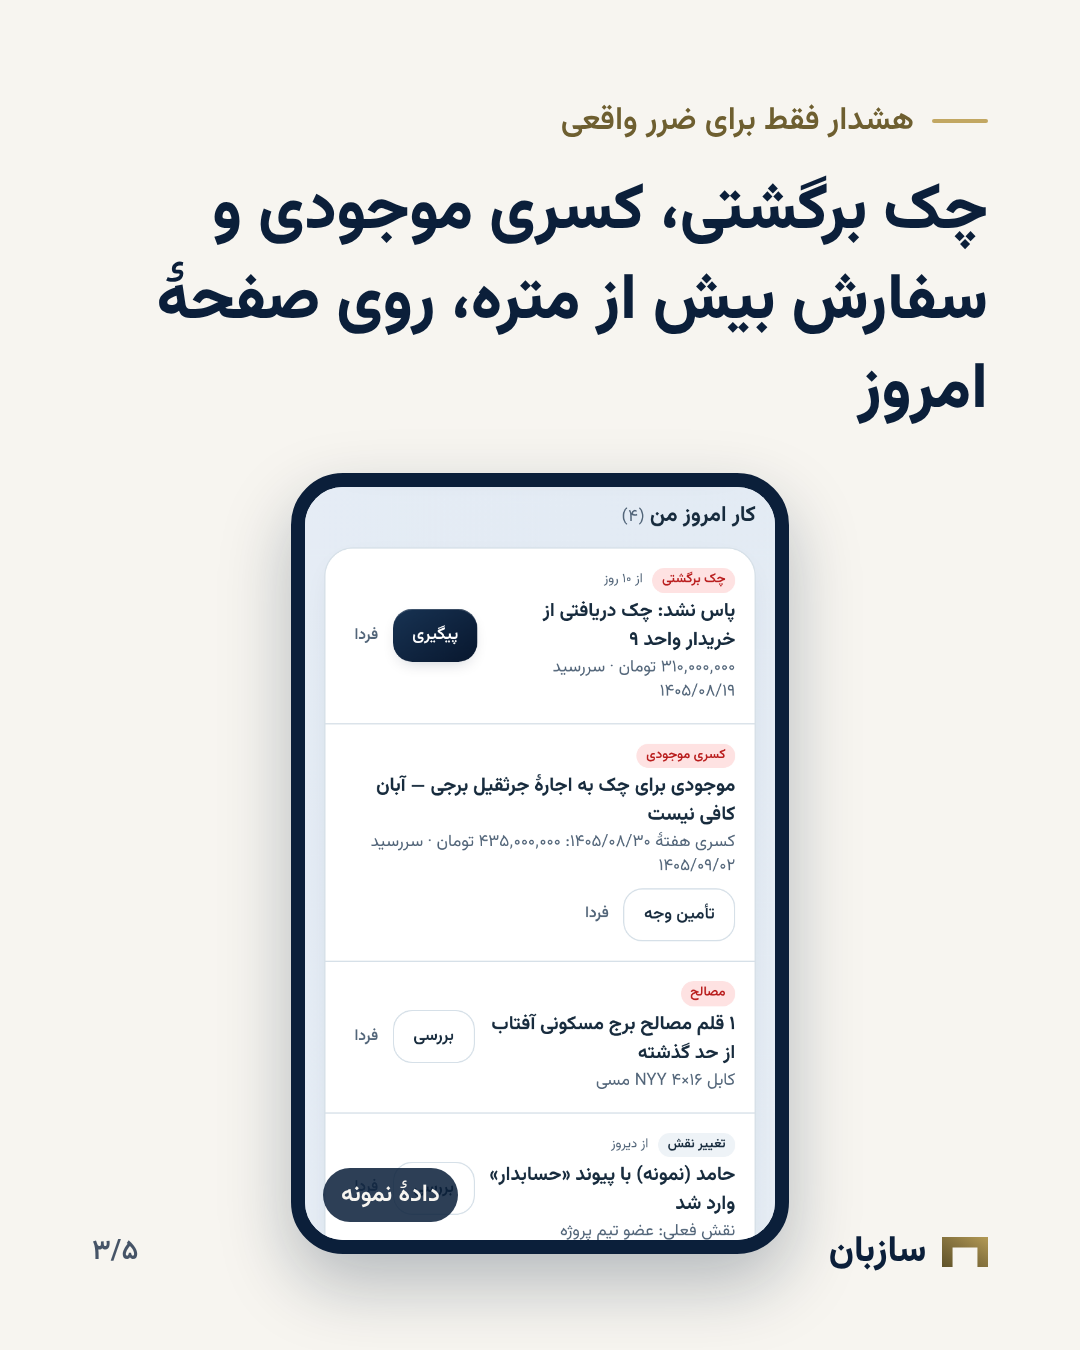 هشدار فقط برای ضرر واقعی
چک برگشتی، کسری موجودی و
سفارش بیش از متره، روی صفحهٔ
امروز
کار امروز من (۴)
چک برگشتی از ۱۰ روز
پاس نشد: چک دریافتی از
خریدار واحد ۹
۳۱۰,۰۰۰,۰۰۰ تومان · سررسید
۱۴۰۵/۰۸/۱۹
پیگیری فردا
کسری موجودی
موجودی برای چک به اجارهٔ جرثقیل برجی – آبان
کافی نیست
کسری هفتهٔ ۱۴۰۵/۰۸/۳۰: ۴۳۵,۰۰۰,۰۰۰ تومان · سررسید
۱۴۰۵/۰۹/۰۲
تأمین وجه فردا
مصالح
۱ قلم مصالح برج مسکونی آفتاب
از حد گذشته
کابل NYY ۴×۱۶ مسی
بررسی فردا
تغییر نقش از دیروز
حامد (نمونه) با پیوند «حسابدار»
وارد شد
نقش فعلی: عضو تیم پروژه
دادهٔ نمونه
سازبان
۳/۵